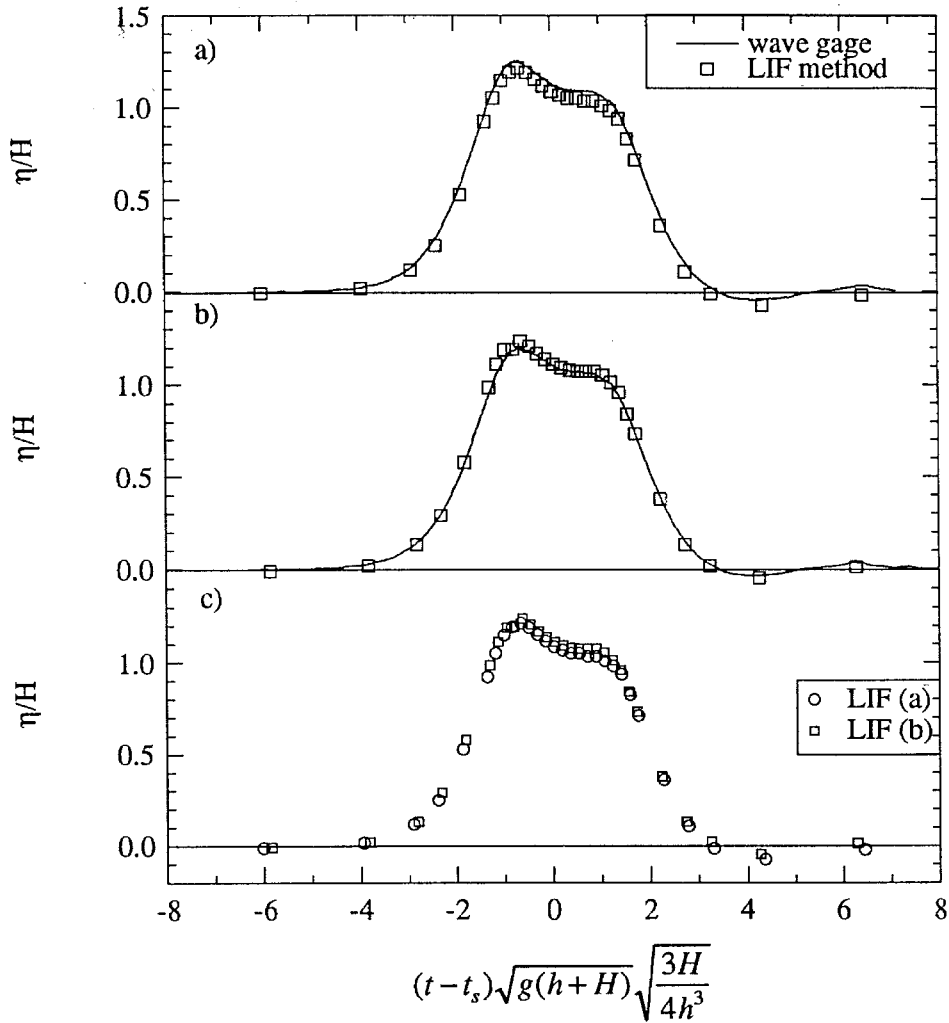 1.5
a)
wave gage
LIF method
1.0
η/H
0.5
0.0
b)
1.0
η/H
0.5
0.0
c)
1.0
LIF (a)
η/H
LIF (b)
0.5
0.0
-8 -6 -4 -2 0 2 4 6 8
(t−t_s)√g(h+H) √3H/4h³